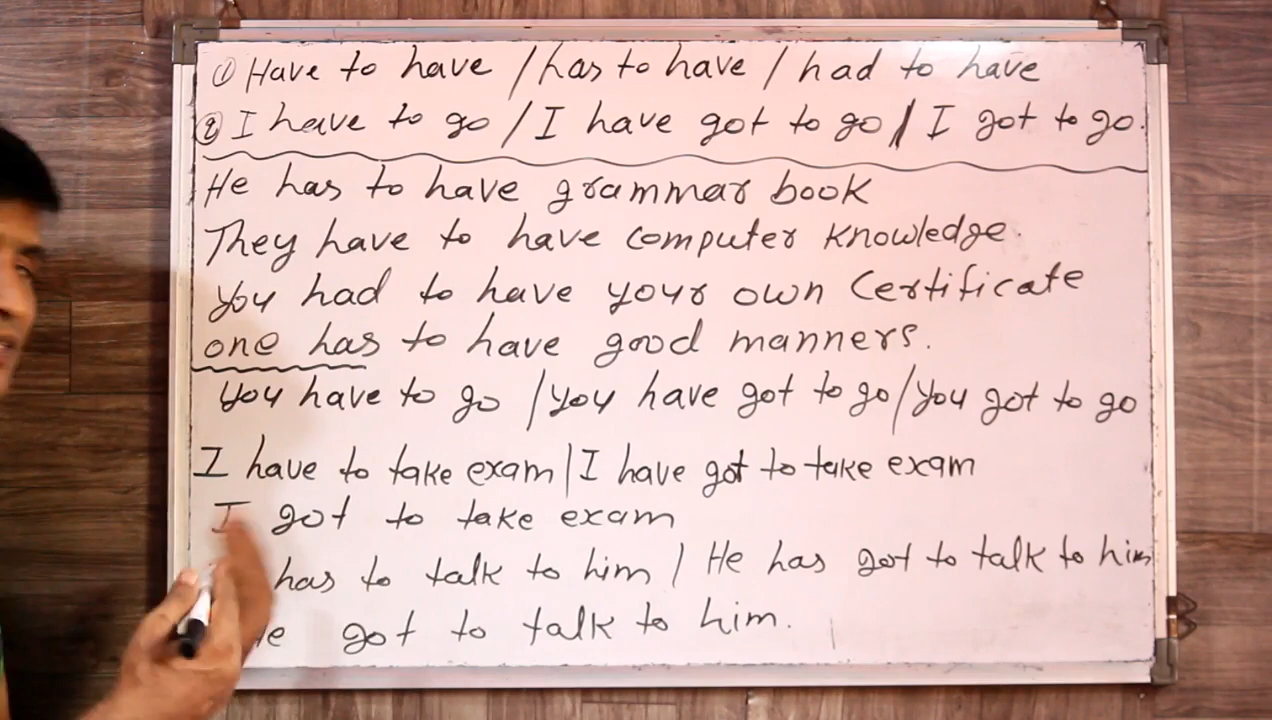 ① Have to have / has to have / had to have
② I have to go / I have got to go / I got to go.
He has to have grammar book
They have to have computer knowledge.
You had to have your own certificate
one has to have good manners.
You have to go / You have got to go / You got to go
I have to take exam | I have got to take exam
I got to take exam
has to talk to him / He has got to talk to him
He got to talk to him.